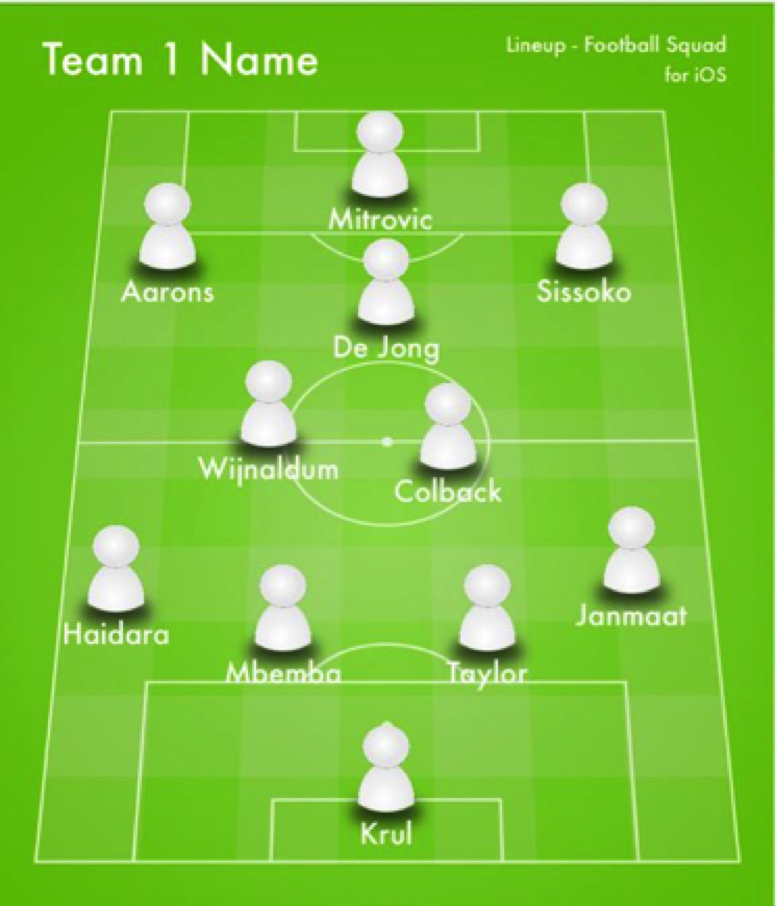 Team 1 Name
Lineup - Football Squad
for iOS
Mitrovic
Aarons
Sissoko
De Jong
Wijnaldum
Colback
Janmaat
Haidara
Mbemba
Taylor
Krul